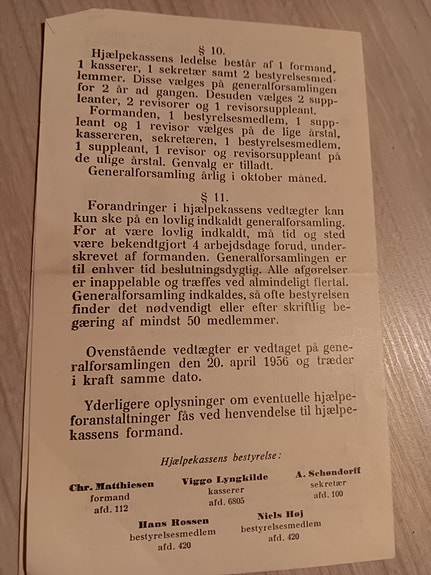 § 10.
Hjælpekassens ledelse består af 1 formand,
1 kasserer, 1 sekretær samt 2 bestyrelsesmed-
lemmer. Disse vælges på generalforsamlingen
for 2 år ad gangen. Desuden vælges 2 supp-
leanter, 2 revisorer og 1 revisorsuppleant.
Formanden, 1 bestyrelsesmedlem, 1 supp-
leant og 1 revisor vælges på de lige årstal,
kassereren, sekretæren, 1 bestyrelsesmedlem,
1 suppleant, 1 revisor og revisorsuppleant på
de ulige årstal. Genvalg er tilladt.
Generalforsamling årlig i oktober måned.
§ 11.
Forandringer i hjælpekassens vedtægter kan
kun ske på en lovlig indkaldt generalforsamling.
For at være lovlig indkaldt, må tid og sted
være bekendtgjort 4 arbejdsdage forud, under-
skrevet af formanden. Generalforsamlingen er
til enhver tid beslutningsdygtig. Alle afgørelser
er inappelable og træffes ved almindeligt flertal.
Generalforsamling indkaldes, så ofte bestyrelsen
finder det nødvendigt eller efter skriftlig be-
gæring af mindst 50 medlemmer.
Ovenstående vedtægter er vedtaget på gene-
ralforsamlingen den 20. april 1956 og træder
i kraft samme dato.
Yderligere oplysninger om eventuelle hjælpe-
foranstaltninger fås ved henvendelse til hjælpe-
kassens formand.
Hjælpekassens bestyrelse:
Chr. Matthiesen
formand
afd. 112
Viggo Lyngkilde
kasserer
afd. 6805
A. Schøndorff
sekretær
afd. 100
Hans Rossen
bestyrelsesmedlem
afd. 420
Niels Høj
bestyrelsesmedlem
afd. 420